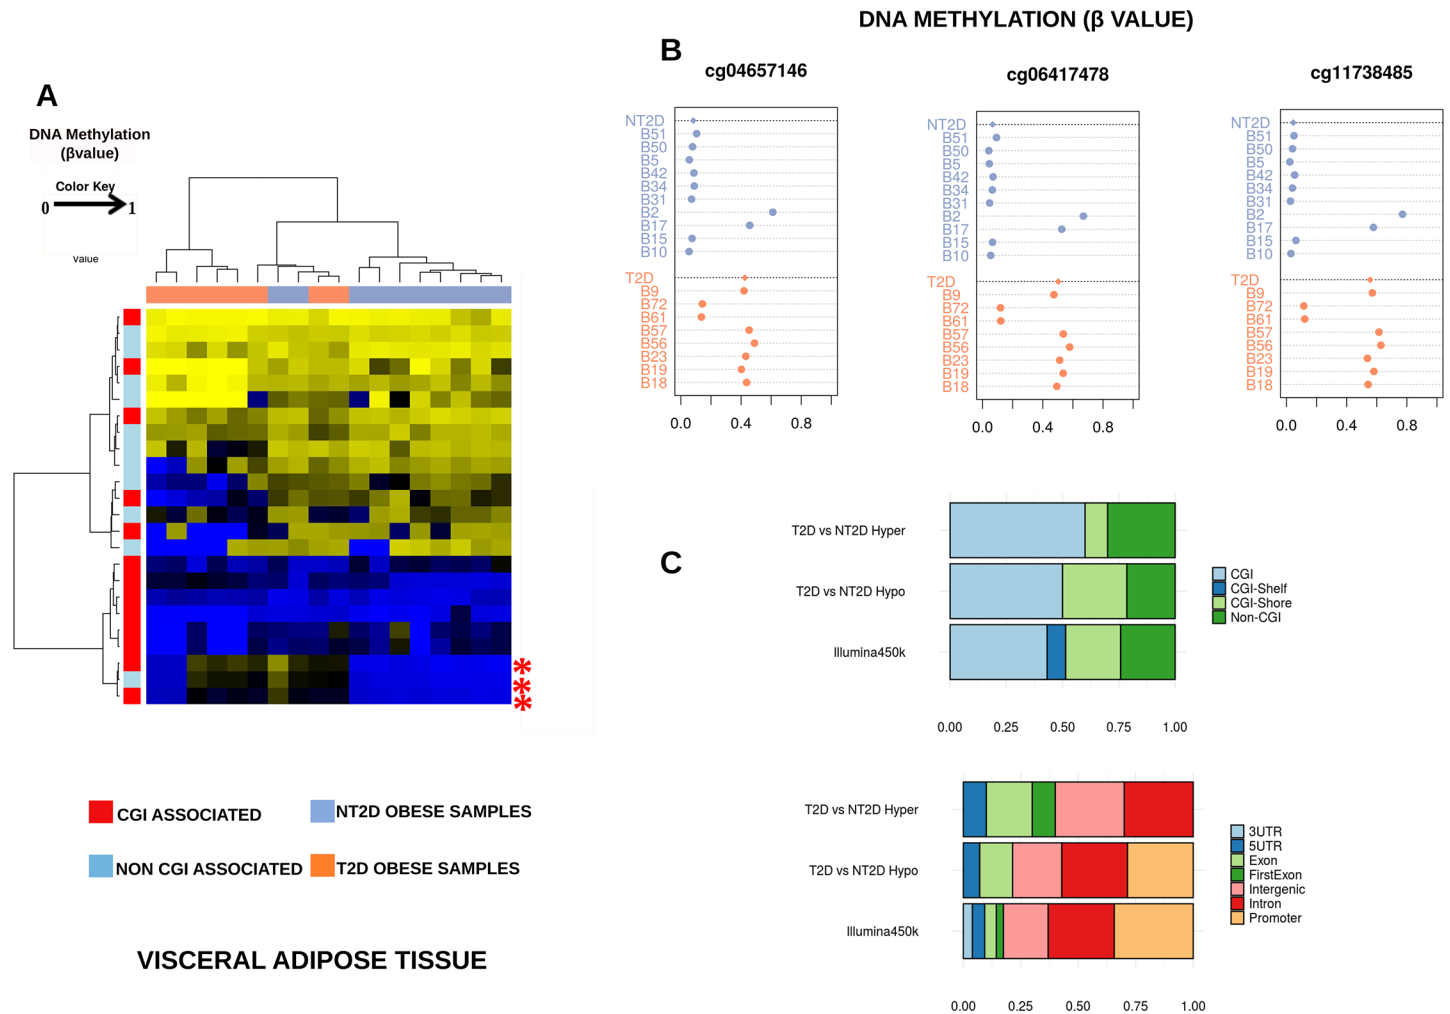 DNA METHYLATION (β VALUE)
A
DNA Methylation
(βvalue)
Color Key
0 1
Value
B
cg04657146
NT2D
B51
B50
B5
B42
B34
B31
B2
B17
B15
B10
T2D
B9
B72
B61
B57
B56
B23
B19
B18
0.0 0.4 0.8
cg06417478
NT2D
B51
B50
B5
B42
B34
B31
B2
B17
B15
B10
T2D
B9
B72
B61
B57
B56
B23
B19
B18
0.0 0.4 0.8
cg11738485
NT2D
B51
B50
B5
B42
B34
B31
B2
B17
B15
B10
T2D
B9
B72
B61
B57
B56
B23
B19
B18
0.0 0.4 0.8
*
*
*
CGI ASSOCIATED
NT2D OBESE SAMPLES
NON CGI ASSOCIATED
T2D OBESE SAMPLES
VISCERAL ADIPOSE TISSUE
C
T2D vs NT2D Hyper
T2D vs NT2D Hypo
Illumina450k
0.00 0.25 0.50 0.75 1.00
CGI
CGI-Shelf
CGI-Shore
Non-CGI
T2D vs NT2D Hyper
T2D vs NT2D Hypo
Illumina450k
0.00 0.25 0.50 0.75 1.00
3UTR
5UTR
Exon
FirstExon
Intergenic
Intron
Promoter